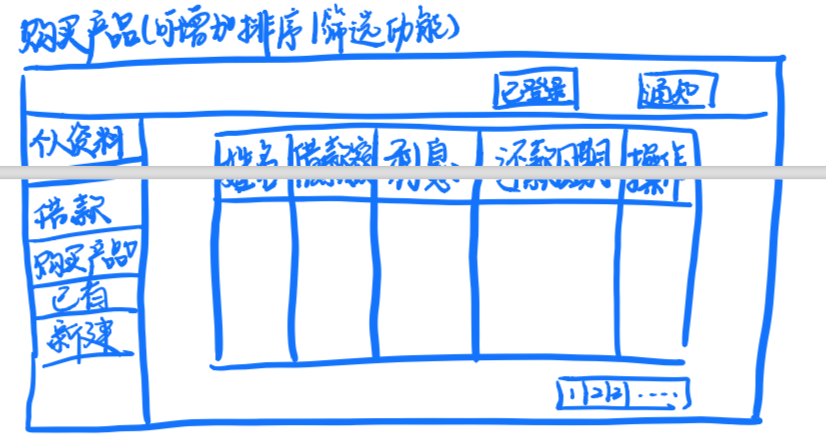 购买产品(可增加排序|筛选功能)
已登录 通知
个人资料
姓名 借款额 利息 还款日期 操作
借款
购买产品
已有
新建
1 2 2 ....